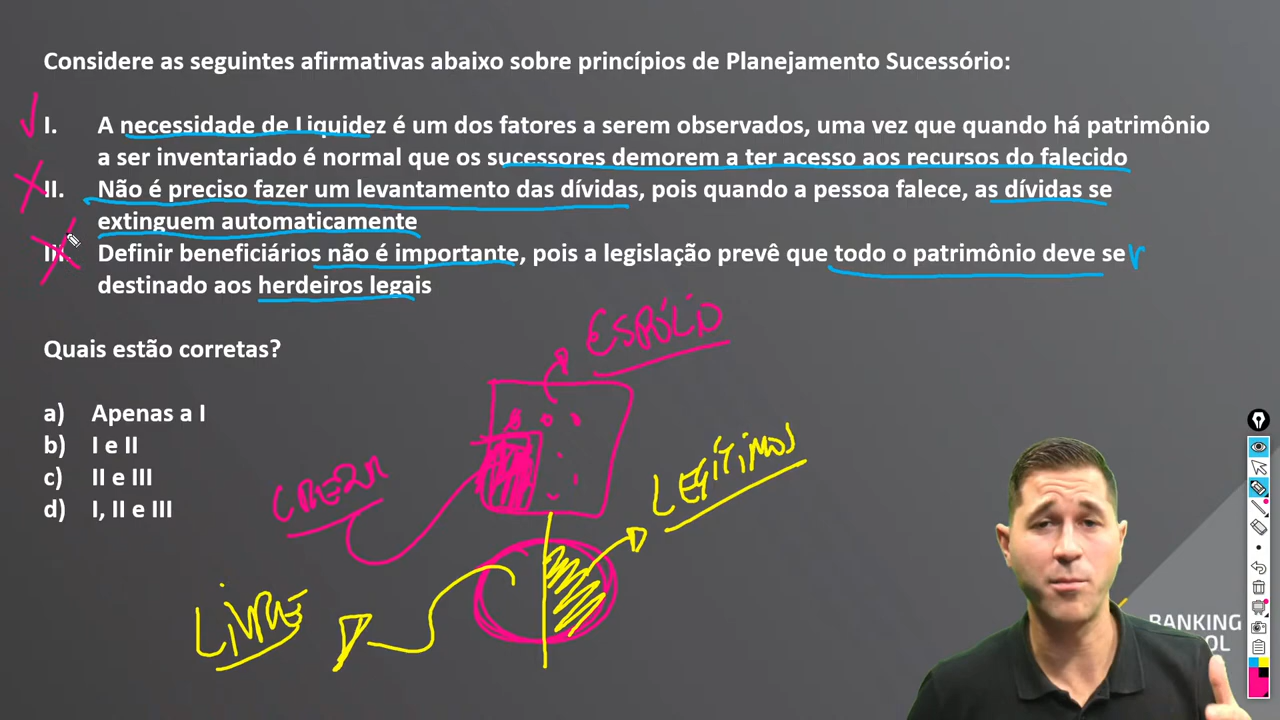 Considere as seguintes afirmativas abaixo sobre princípios de Planejamento Sucessório:
I. A necessidade de Liquidez é um dos fatores a serem observados, uma vez que quando há patrimônio
a ser inventariado é normal que os sucessores demorem a ter acesso aos recursos do falecido
II. Não é preciso fazer um levantamento das dívidas, pois quando a pessoa falece, as dívidas se
extinguem automaticamente
III. Definir beneficiários não é importante, pois a legislação prevê que todo o patrimônio deve ser
destinado aos herdeiros legais
Quais estão corretas?
a) Apenas a I
b) I e II
c) II e III
d) I, II e III
ESPÓLIO
LEGÍTIMOS
LIVRE
BANKING